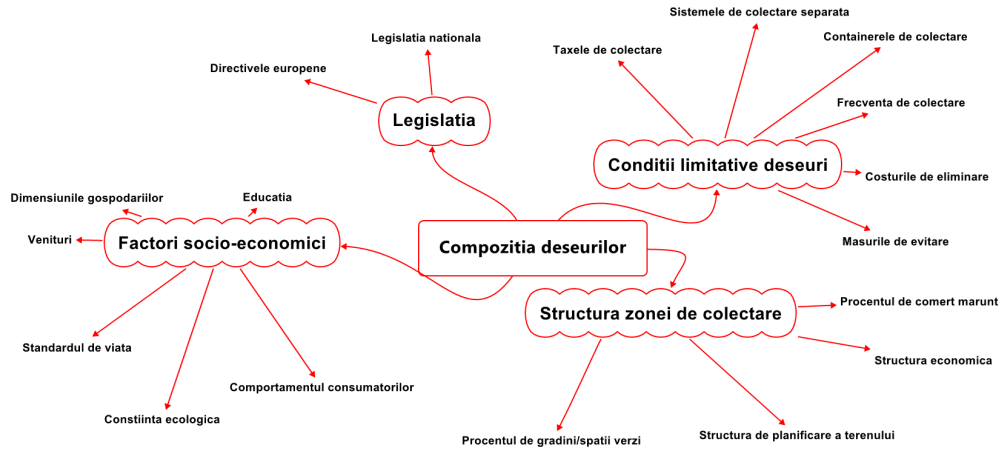 Sistemele de colectare separata
Legislatia nationala
Containerele de colectare
Taxele de colectare
Directivele europene
Frecventa de colectare
Legislatia
Conditii limitative deseuri
Costurile de eliminare
Dimensiunile gospodariilor
Educatia
Venituri
Factori socio-economici
Compozitia deseurilor
Masurile de evitare
Procentul de comert marunt
Structura zonei de colectare
Standardul de viata
Structura economica
Comportamentul consumatorilor
Constiinta ecologica
Procentul de gradini/spatii verzi
Structura de planificare a terenului